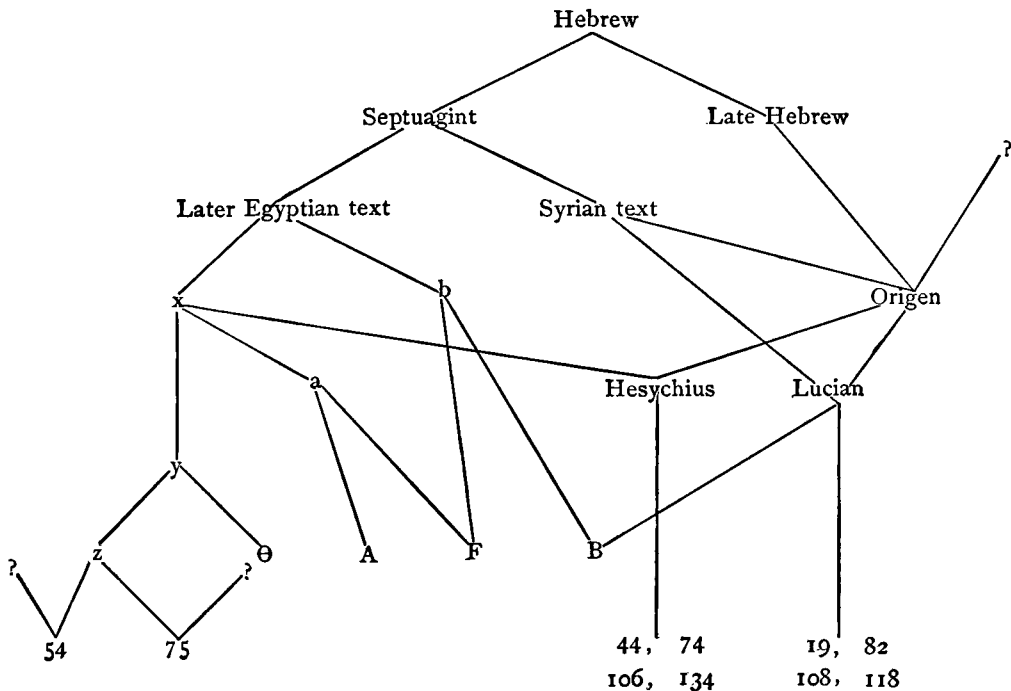 Hebrew
Septuagint Late Hebrew
?
Later Egyptian text Syrian text
x b Origen
a Hesychius Lucian
y
z Θ A F B
? ?
54 75 44, 74 19, 82
106, 134 108, 118